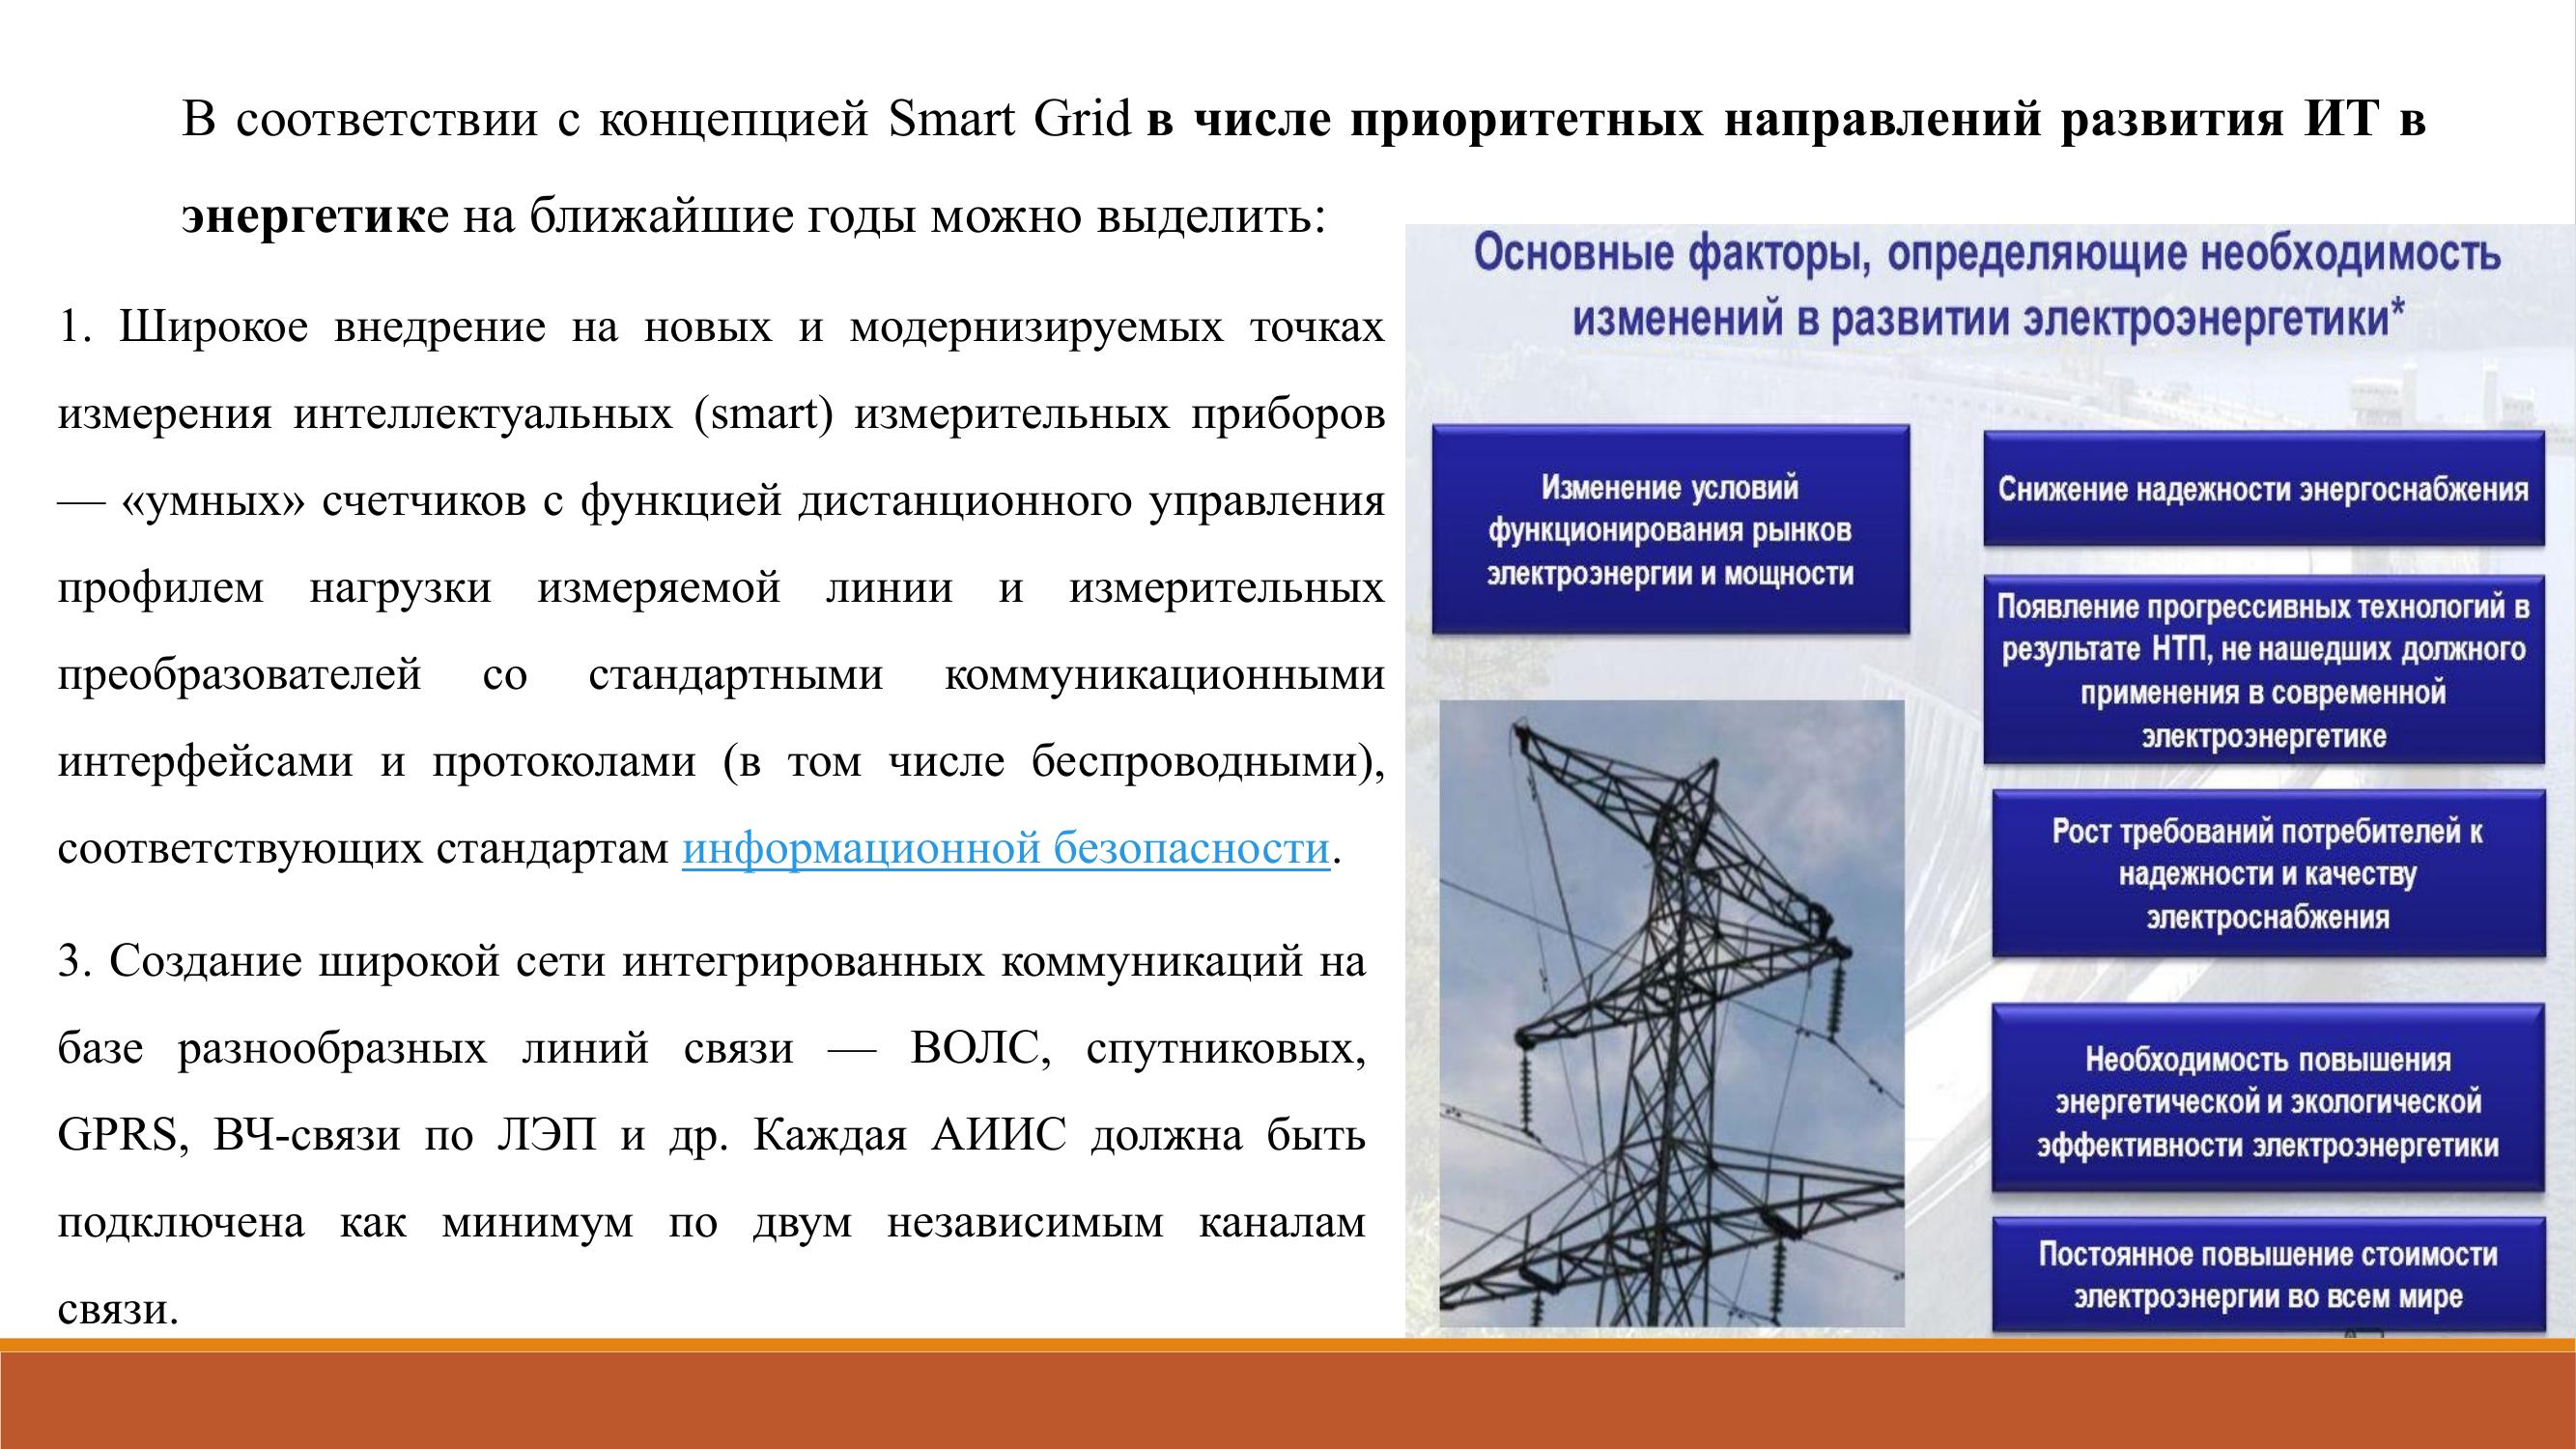 В соответствии с концепцией Smart Grid в числе приоритетных направлений развития ИТ в
энергетике на ближайшие годы можно выделить:
1. Широкое внедрение на новых и модернизируемых точках
измерения интеллектуальных (smart) измерительных приборов
— «умных» счетчиков с функцией дистанционного управления
профилем нагрузки измеряемой линии и измерительных
преобразователей со стандартными коммуникационными
интерфейсами и протоколами (в том числе беспроводными),
соответствующих стандартам информационной безопасности.
3. Создание широкой сети интегрированных коммуникаций на
базе разнообразных линий связи — ВОЛС, спутниковых,
GPRS, ВЧ-связи по ЛЭП и др. Каждая АИИС должна быть
подключена как минимум по двум независимым каналам
связи.
Основные факторы, определяющие необходимость
изменений в развитии электроэнергетики*
Изменение условий
функционирования рынков
электроэнергии и мощности
Снижение надежности энергоснабжения
Появление прогрессивных технологий в
результате НТП, не нашедших должного
применения в современной
электроэнергетике
Рост требований потребителей к
надежности и качеству
электроснабжения
Необходимость повышения
энергетической и экологической
эффективности электроэнергетики
Постоянное повышение стоимости
электроэнергии во всем мире